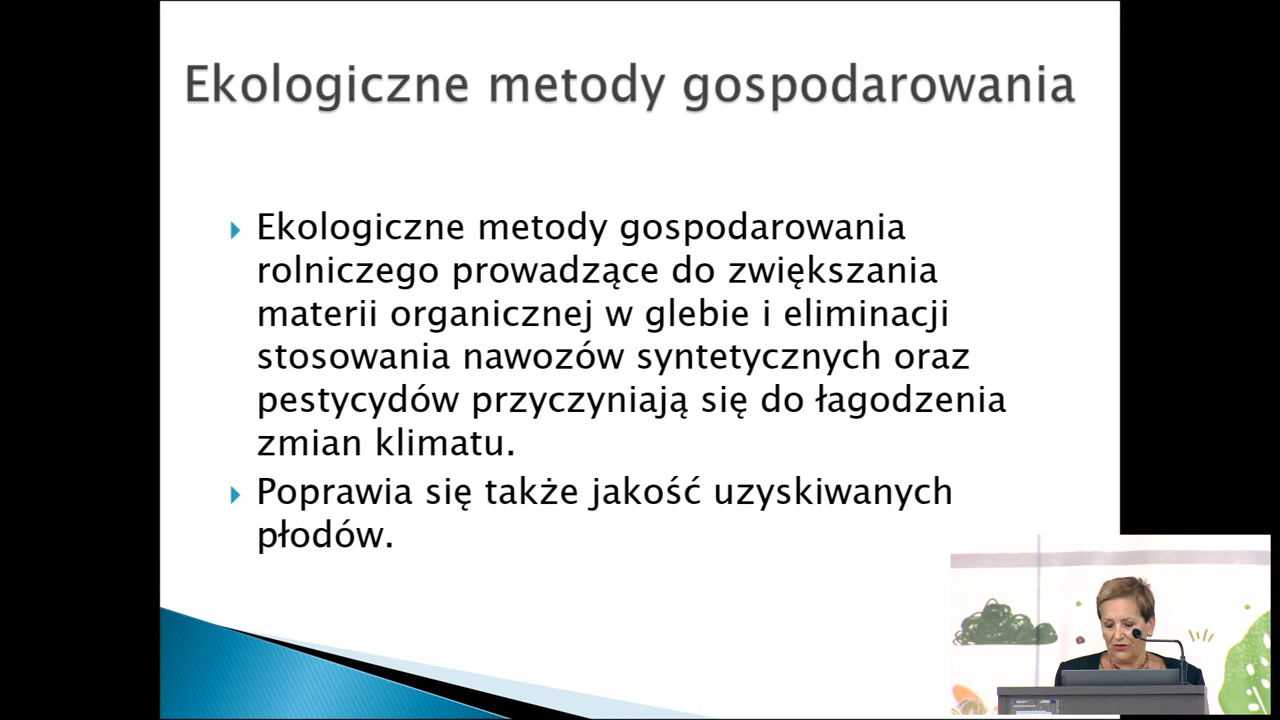 Ekologiczne metody gospodarowania
Ekologiczne metody gospodarowania
rolniczego prowadzące do zwiększania
materii organicznej w glebie i eliminacji
stosowania nawozów syntetycznych oraz
pestycydów przyczyniają się do łagodzenia
zmian klimatu.
Poprawia się także jakość uzyskiwanych
płodów.